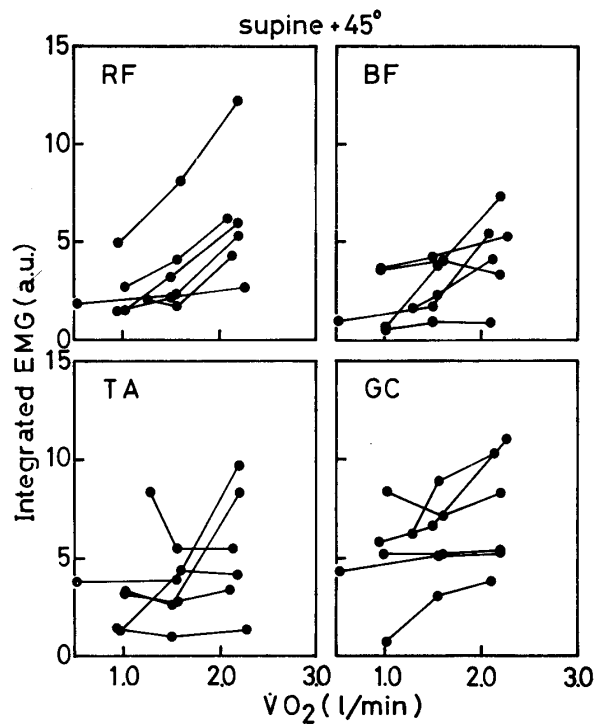 supine +45°
RF
BF
15
10
5
0
TA
GC
15
10
5
0
1.0 2.0 3.0 1.0 2.0 3.0
Integrated EMG (a.u.)
V̇O₂ (l/min)